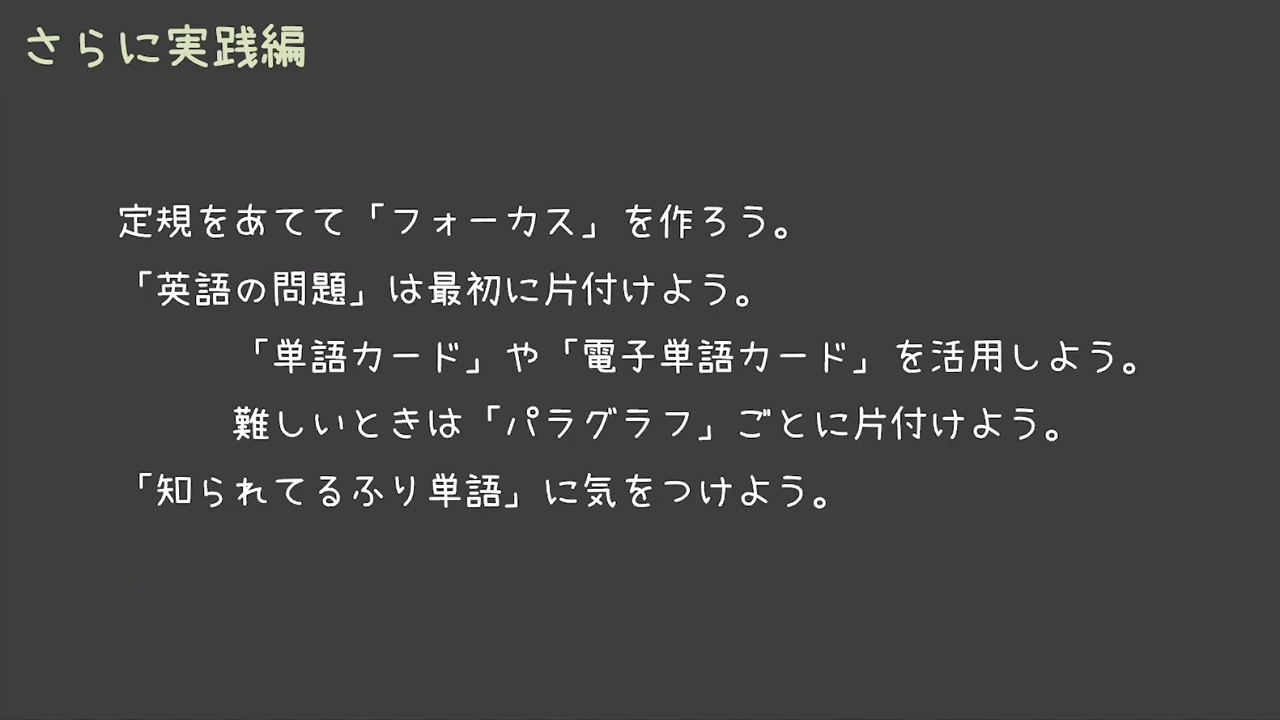 さらに実践編
定規をあてて「フォーカス」を作ろう。
「英語の問題」は最初に片付けよう。
「単語カード」や「電子単語カード」を活用しよう。
難しいときは「パラグラフ」ごとに片付けよう。
「知られてるふり単語」に気をつけよう。